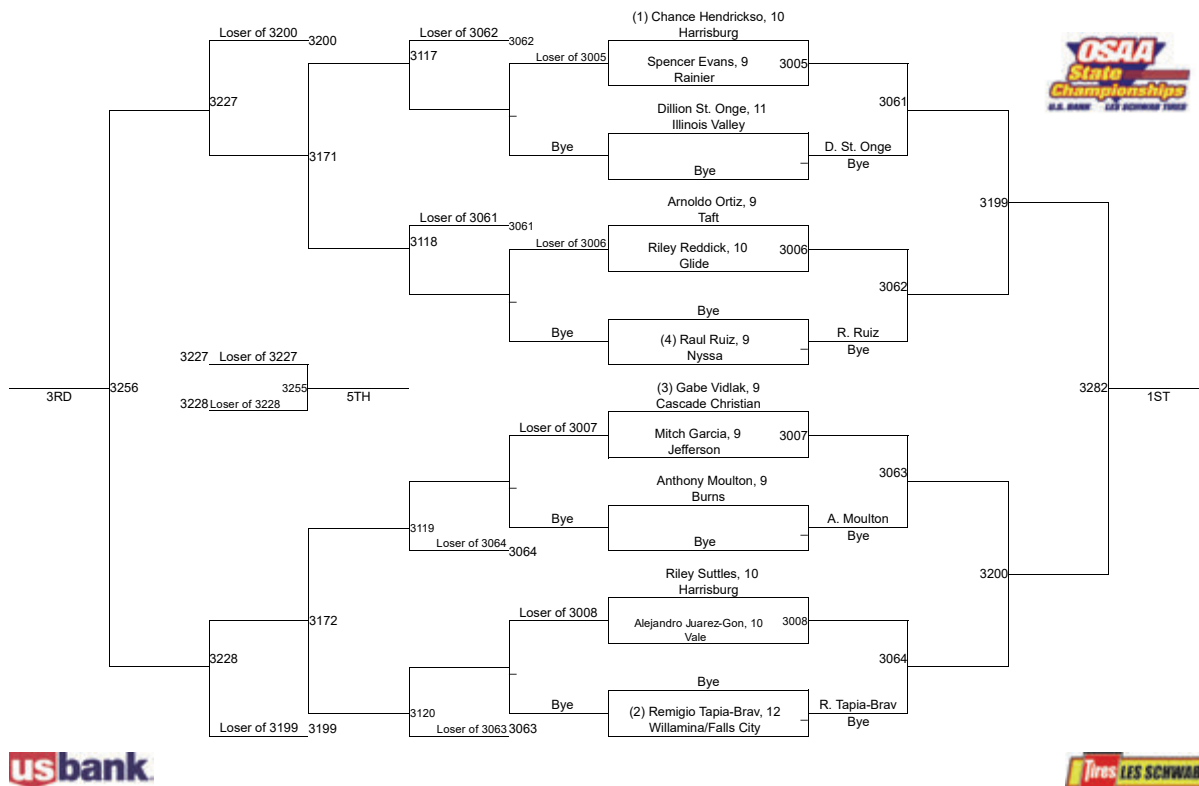 (1) Chance Hendrickso, 10
Harrisburg
Loser of 3200
3200
Loser of 3062
3062
3117
Loser of 3005
Spencer Evans, 9
Rainier
3005
OSAA
State
Championships
U.S. BANK LES SCHWAB TIRES
3227
3061
Dillion St. Onge, 11
Illinois Valley
3171
Bye
Bye
D. St. Onge
Bye
Arnoldo Ortiz, 9
Taft
3199
Loser of 3061
3061
3118
Loser of 3006
Riley Reddick, 10
Glide
3006
3062
Bye
Bye
(4) Raul Ruiz, 9
Nyssa
R. Ruiz
Bye
3227
Loser of 3227
3RD
3256
3255
5TH
3228
Loser of 3228
(3) Gabe Vidlak, 9
Cascade Christian
3282
1ST
Loser of 3007
Mitch Garcia, 9
Jefferson
3007
3063
Anthony Moulton, 9
Burns
3119
Bye
Bye
A. Moulton
Bye
Loser of 3064
3064
Riley Suttles, 10
Harrisburg
3200
3172
Loser of 3008
Alejandro Juarez-Gon, 10
Vale
3008
3228
3064
Bye
3120
Bye
(2) Remigio Tapia-Brav, 12
Willamina/Falls City
R. Tapia-Brav
Bye
Loser of 3199
3199
Loser of 3063
3063
usbank.
Tires LES SCHWAB